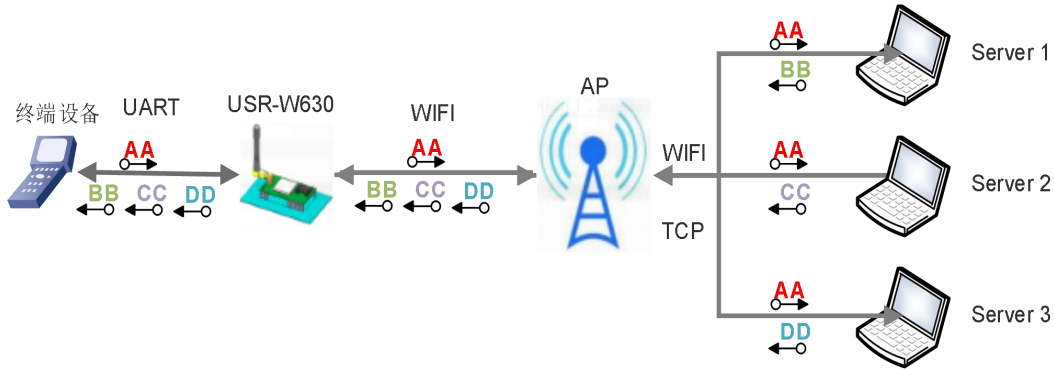 终端设备
UART
USR-W630
WIFI
AP
WIFI
TCP
AA
BB
CC
DD
AA
BB
CC
DD
AA
BB
Server 1
AA
CC
Server 2
AA
DD
Server 3